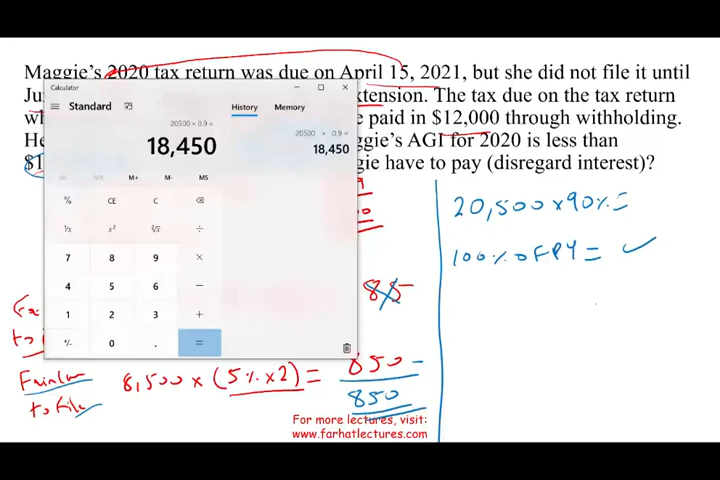 Maggie's 2020 tax return was due on April 15, 2021, but she did not file it until
Ju xtension. The tax due on the tax return
w e paid in $12,000 through withholding.
He ggie's AGI for 2020 is less than
$1 gie have to pay (disregard interest)?
Calculator
Standard
History Memory
20500 × 0.9 =
18,450
20500 × 0.9 =
18,450
MC MR M+ M- MS
% CE C
¹/x x² ²√x ÷
7 8 9 ×
4 5 6 −
1 2 3 +
+/- 0 . =
20,500 x 90% =
100% OF PY = ✓
85
to
Failure 8,500 x (5% x 2) = 850
to File 850
For more lectures, visit:
www.farhatlectures.com